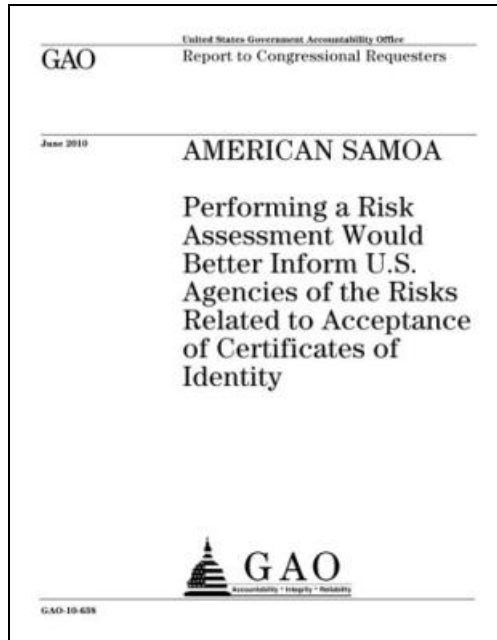 United States Government Accountability Office
GAO
Report to Congressional Requesters
June 2010
AMERICAN SAMOA
Performing a Risk
Assessment Would
Better Inform U.S.
Agencies of the Risks
Related to Acceptance
of Certificates of
Identity
GAO
Accountability * Integrity * Reliability
GAO-10-638